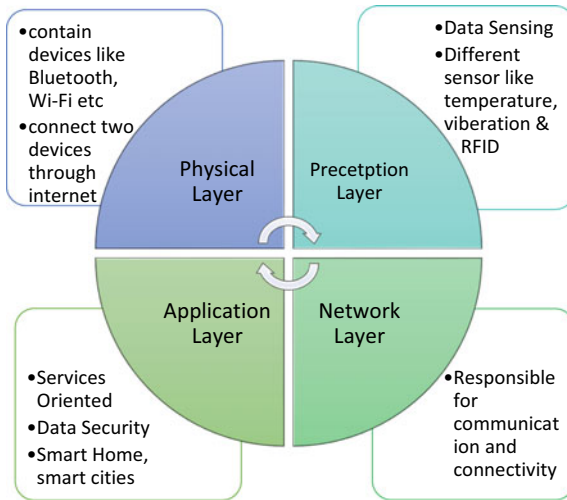 •contain
devices like
Bluetooth,
Wi-Fi etc
•connect two
devices
through
internet
•Data Sensing
•Different
sensor like
temperature,
viberation &
RFID
Physical
Layer
Precetption
Layer
Application
Layer
Network
Layer
•Services
Oriented
•Data Security
•Smart Home,
smart cities
•Responsible
for
communicat
ion and
connectivity